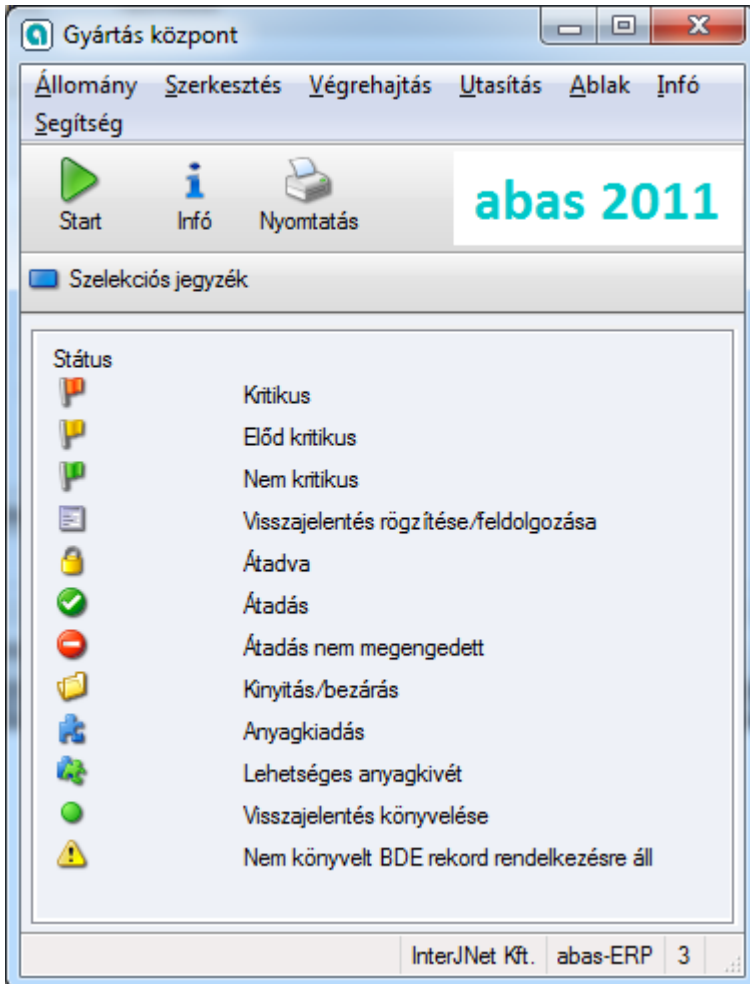 Gyártás központ
Állomány Szerkesztés Végrehajtás Utasítás Ablak Infó
Segítség
Start Infó Nyomtatás abas 2011
Szelekciós jegyzék
Státus
Kritikus
Előd kritikus
Nem kritikus
Visszajelentés rögzítése/feldolgozása
Átadva
Átadás
Átadás nem megengedett
Kinyitás/bezárás
Anyagkiadás
Lehetséges anyagkivét
Visszajelentés könyvelése
Nem könyvelt BDE rekord rendelkezésre áll
InterJNet Kft. abas-ERP 3